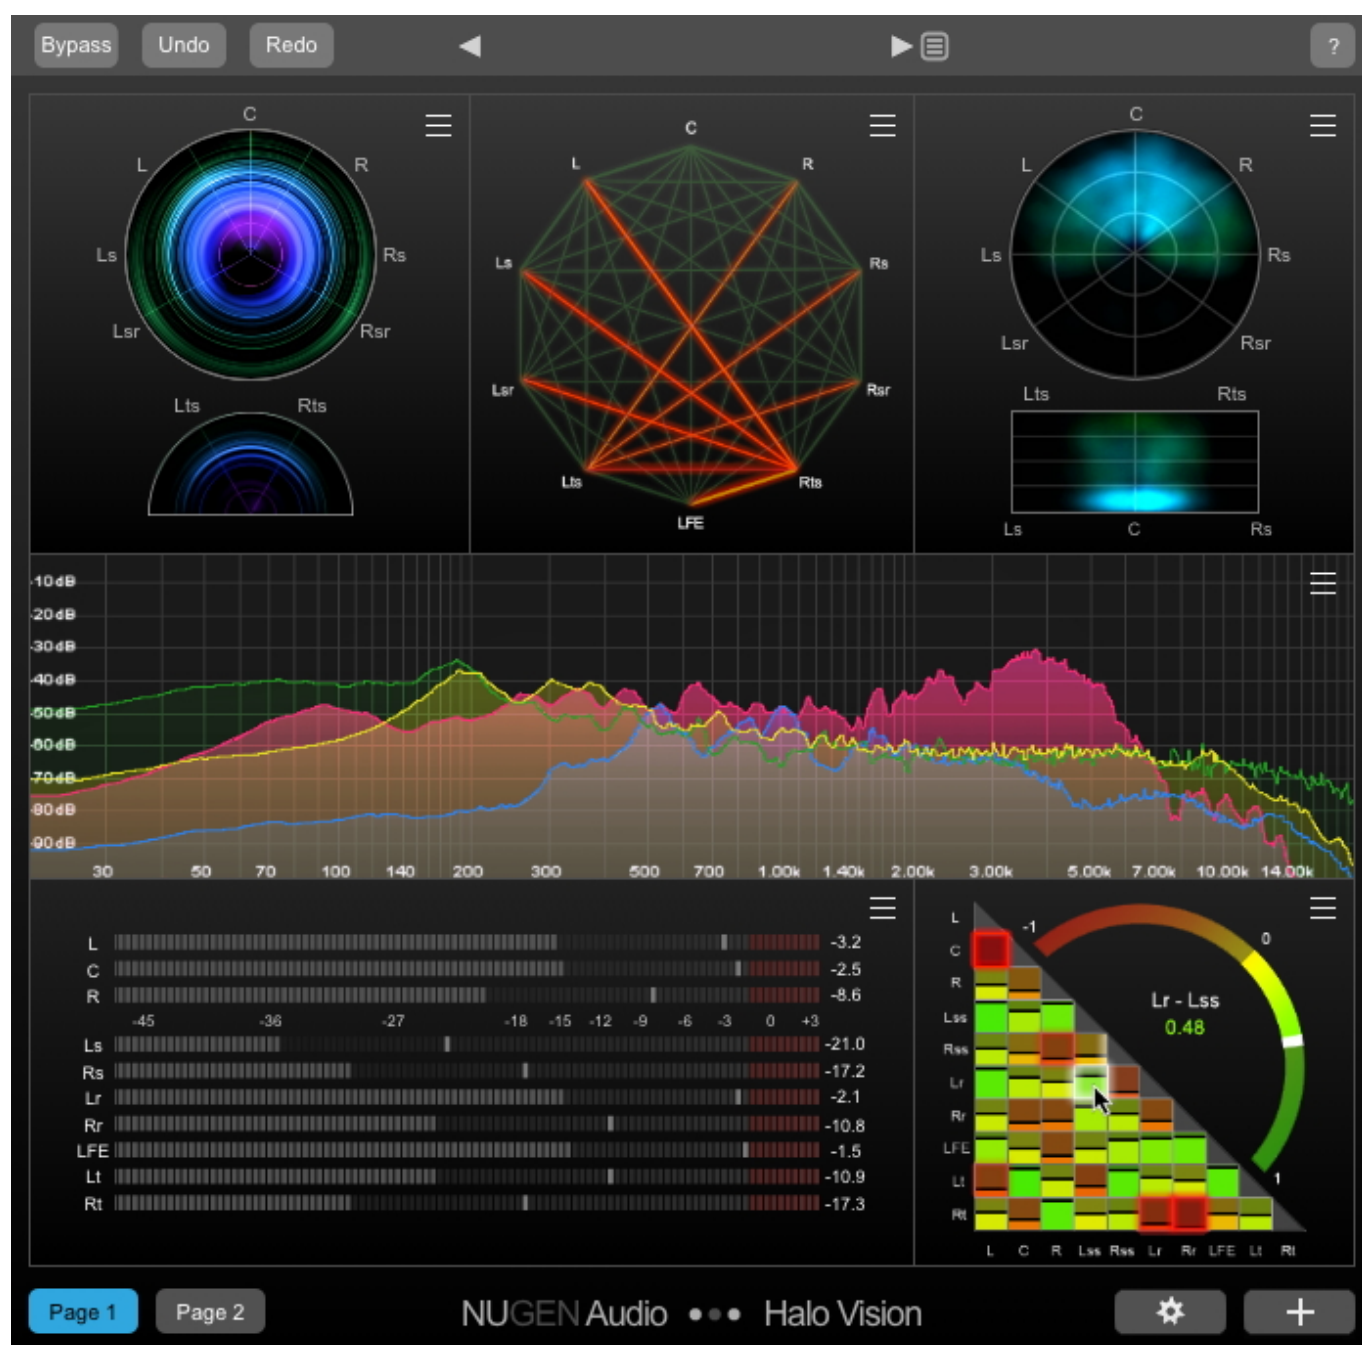 Bypass Undo Redo ?
C
L R
Ls Rs
Lsr Rsr
Lts Rts
C
L R
Ls Rs
Lsr Rsr
Lts Rts
LFE
C
L R
Ls Rs
Lsr Rsr
Lts Rts
Ls C Rs
-10dB
-20dB
-30dB
-40dB
-50dB
-60dB
-70dB
-80dB
-90dB
30 50 70 100 140 200 300 500 700 1.00k 1.40k 2.00k 3.00k 5.00k 7.00k 10.00k 14.00k
L -3.2
C -2.5
R -8.6
-45 -36 -27 -18 -15 -12 -9 -6 -3 0 +3
Ls -21.0
Rs -17.2
Lr -2.1
Rr -10.8
LFE -1.5
Lt -10.9
Rt -17.3
L
C
R
Lss
Rss
Lr
Rr
LFE
Lt
Rt
L C R Lss Rss Lr Rr LFE Lt Rt
-1 0 1
Lr - Lss
0.48
Page 1 Page 2 NUGEN Audio Halo Vision